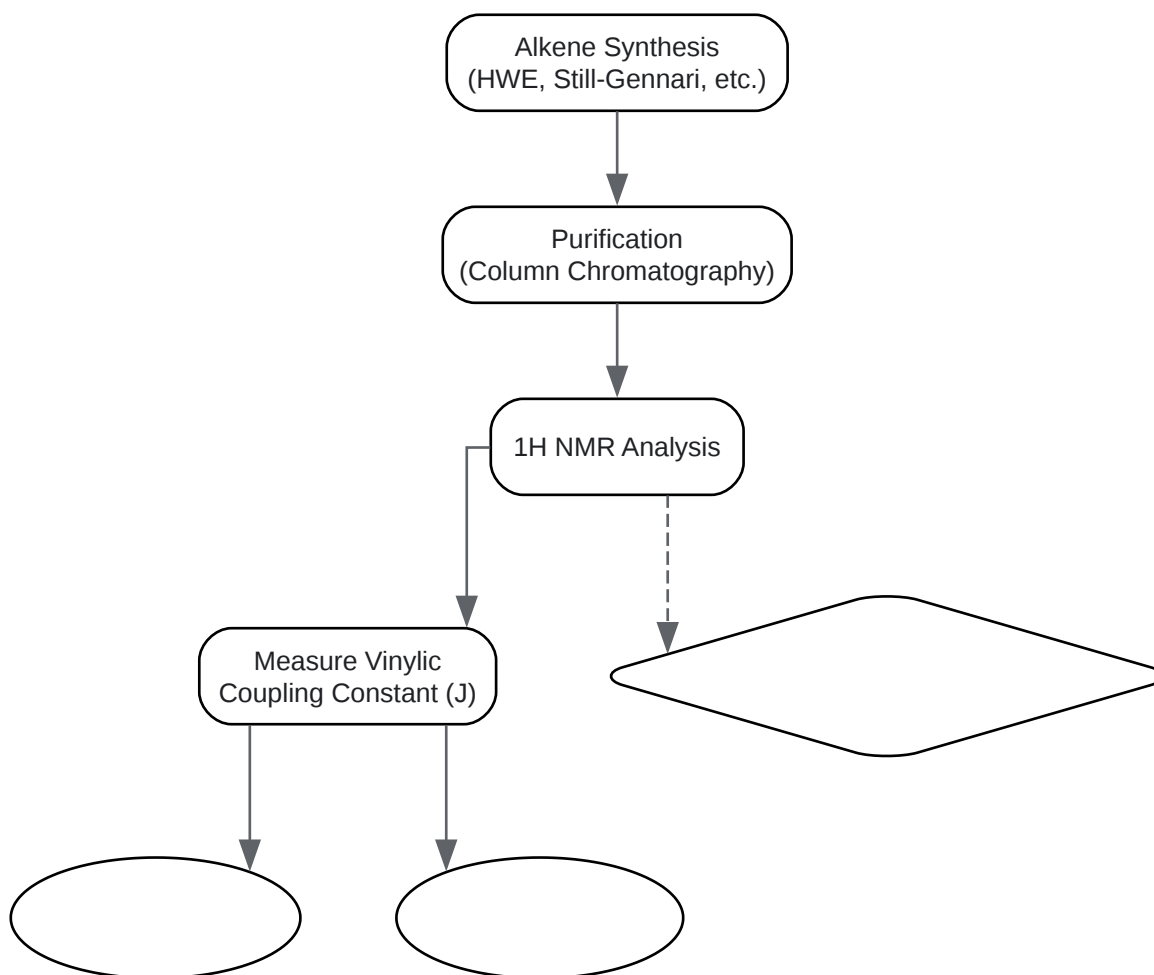 Alkene Synthesis
(HWE, Still-Gennari, etc.)
Purification
(Column Chromatography)
1H NMR Analysis
Measure Vinylic
Coupling Constant (J)